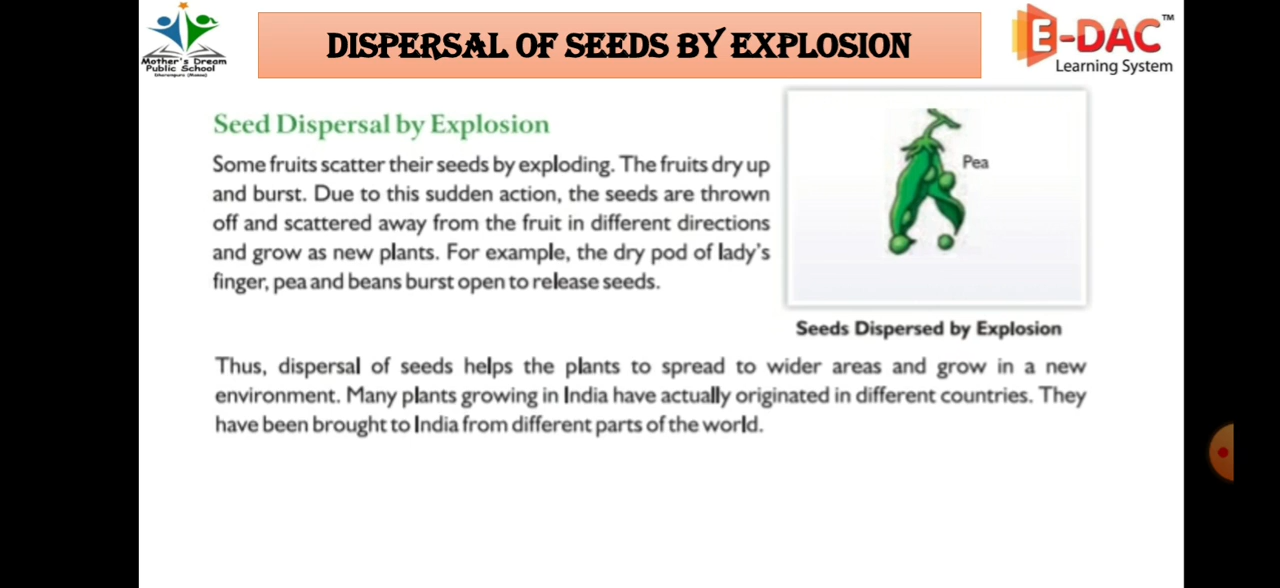 DISPERSAL OF SEEDS BY EXPLOSION
Mother's Dream
Public School
E-DAC™
Learning System
Seed Dispersal by Explosion
Some fruits scatter their seeds by exploding. The fruits dry up
and burst. Due to this sudden action, the seeds are thrown
off and scattered away from the fruit in different directions
and grow as new plants. For example, the dry pod of lady's
finger, pea and beans burst open to release seeds.
Pea
Seeds Dispersed by Explosion
Thus, dispersal of seeds helps the plants to spread to wider areas and grow in a new
environment. Many plants growing in India have actually originated in different countries. They
have been brought to India from different parts of the world.